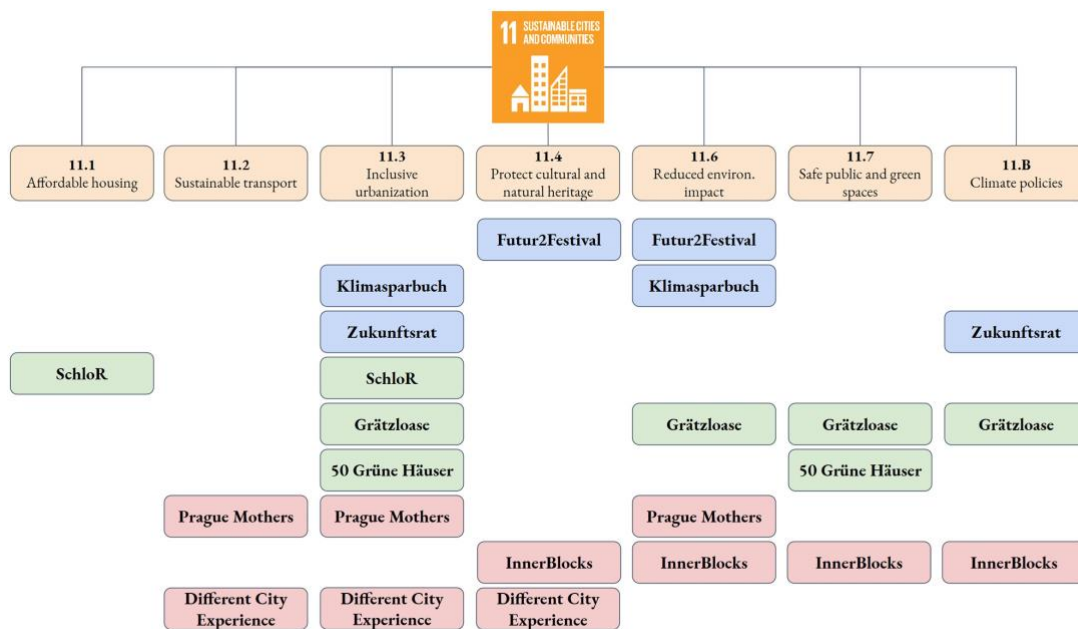 11 SUSTAINABLE CITIES
AND COMMUNITIES
11.1
Affordable housing
11.2
Sustainable transport
11.3
Inclusive
urbanization
11.4
Protect cultural and
natural heritage
11.6
Reduced environ.
impact
11.7
Safe public and green
spaces
11.B
Climate policies
Futur2Festival
Futur2Festival
Klimasparbuch
Klimasparbuch
Zukunftsrat
Zukunftsrat
SchloR
SchloR
Grätzloase
Grätzloase
Grätzloase
Grätzloase
50 Grüne Häuser
50 Grüne Häuser
Prague Mothers
Prague Mothers
Prague Mothers
InnerBlocks
InnerBlocks
InnerBlocks
InnerBlocks
Different City
Experience
Different City
Experience
Different City
Experience